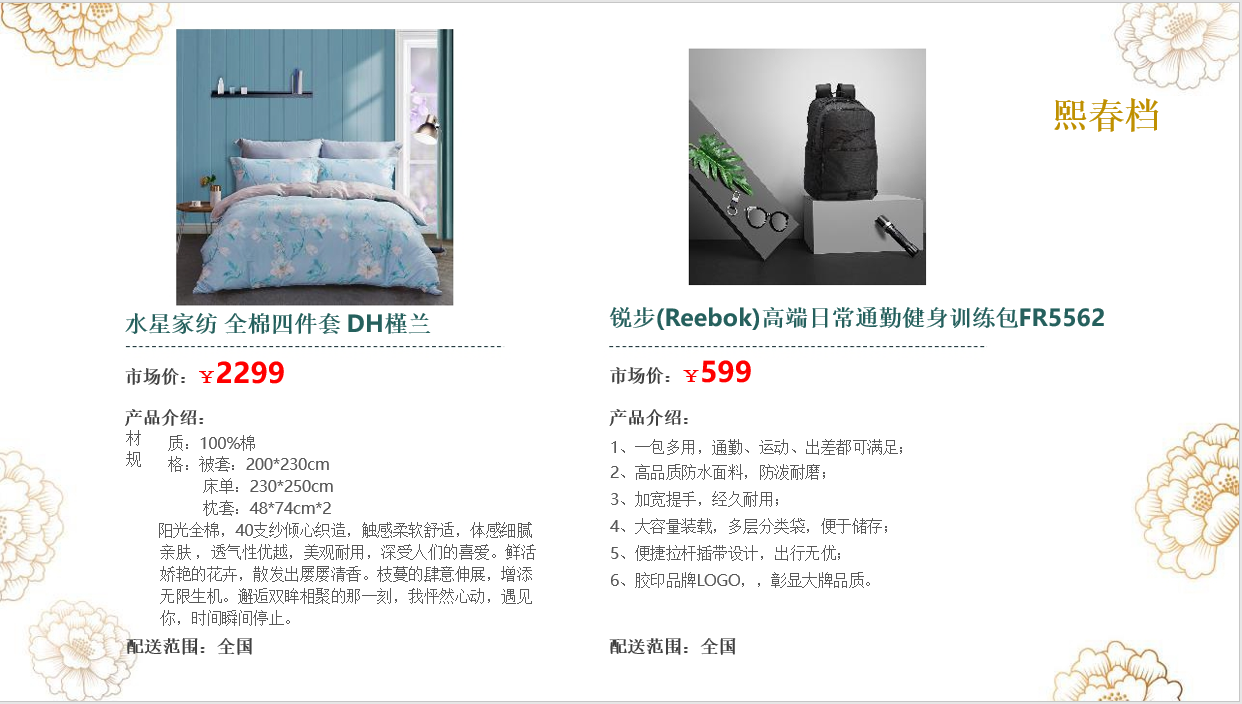 熙春档
水星家纺 全棉四件套 DH槿兰
市场价：￥2299
产品介绍：
材 质：100%棉
规 格：被套：200*230cm
床单：230*250cm
枕套：48*74cm*2
阳光全棉，40支纱倾心织造，触感柔软舒适，体感细腻
亲肤 ，透气性优越，美观耐用，深受人们的喜爱。鲜活
娇艳的花卉，散发出屡屡清香。枝蔓的肆意伸展，增添
无限生机。邂逅双眸相聚的那一刻，我怦然心动，遇见
你，时间瞬间停止。
配送范围：全国
锐步(Reebok)高端日常通勤健身训练包FR5562
市场价：￥599
产品介绍：
1、一包多用，通勤、运动、出差都可满足；
2、高品质防水面料，防泼耐磨；
3、加宽提手，经久耐用；
4、大容量装载，多层分类袋，便于储存；
5、便捷拉杆插带设计，出行无优；
6、胶印品牌LOGO，，彰显大牌品质。
配送范围：全国